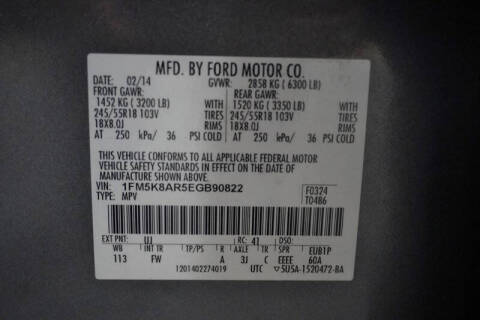 MFD. BY FORD MOTOR CO.
DATE: 02/14 GVWR: 2858 KG ( 6300 LB)
FRONT GAWR: REAR GAWR:
1452 KG ( 3200 LB) 1520 KG ( 3350 LB)
245/55R18 103V TIRES 245/55R18 103V TIRES
18X8.0J RIMS 18X8.0J RIMS
AT 250 kPa/ 36 PSI COLD AT 250 kPa/ 36 PSI COLD
THIS VEHICLE CONFORMS TO ALL APPLICABLE FEDERAL MOTOR
VEHICLE SAFETY STANDARDS IN EFFECT ON THE DATE OF
MANUFACTURE SHOWN ABOVE.
VIN: 1FM5K8AR5EGB90822 F0324
TYPE: MPV T0486
EXT PNT: UJ RC: 41 DSO:
WB INT TR TP/PS R AXLE TR SPR EUB1P
113 FW A 3J C EEEE 60A
1201402274019 UTC 5U5A-1520472-BA